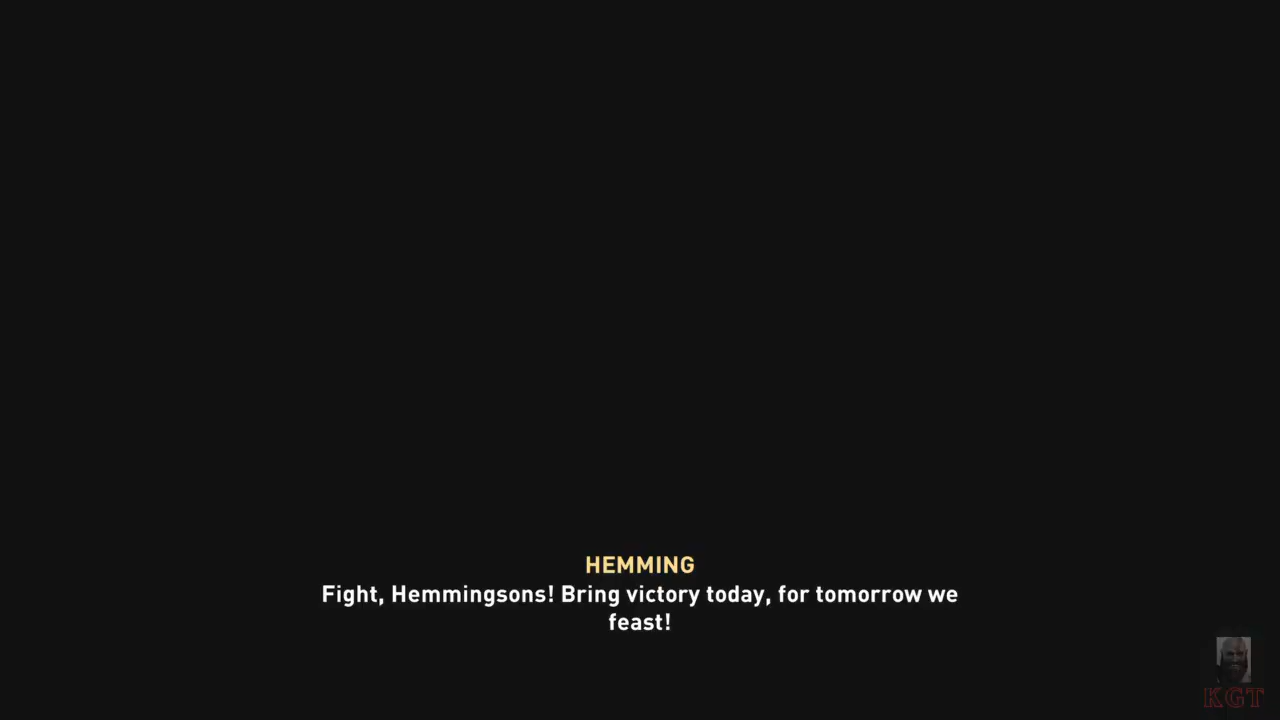 HEMMING
Fight, Hemmingsons! Bring victory today, for tomorrow we
feast!
KGT